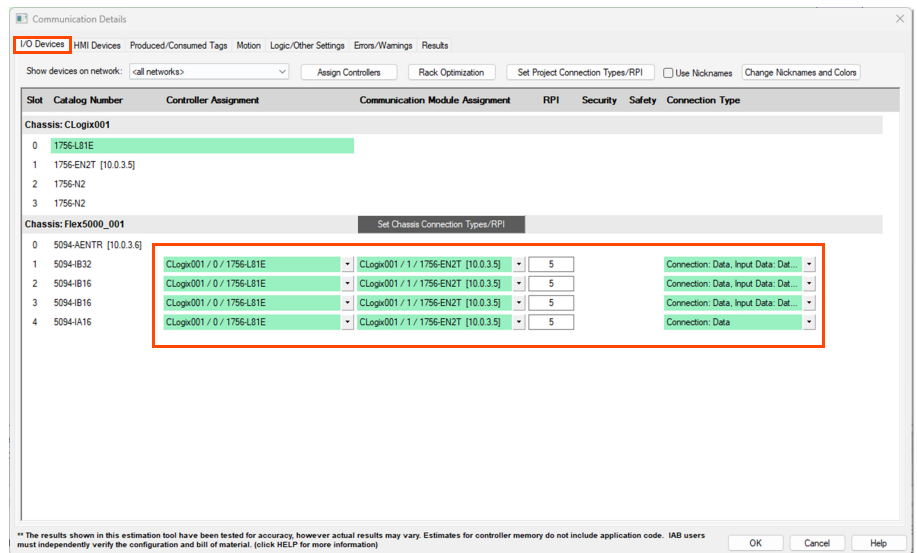 Communication Details
I/O Devices HMI Devices Produced/Consumed Tags Motion Logic/Other Settings Errors/Warnings Results
Show devices on network: <all networks> Assign Controllers Rack Optimization Set Project Connection Types/RPI Use Nicknames Change Nicknames and Colors
Slot Catalog Number Controller Assignment Communication Module Assignment RPI Security Safety Connection Type
Chassis: CLogix001
0 1756-L81E
1 1756-EN2T [10.0.3.5]
2 1756-N2
3 1756-N2
Chassis: Flex5000_001 Set Chassis Connection Types/RPI
0 5094-AENTR [10.0.3.6]
1 5094-IB32 CLogix001 / 0 / 1756-L81E CLogix001 / 1 / 1756-EN2T [10.0.3.5] 5 Connection: Data, Input Data: Dat...
2 5094-IB16 CLogix001 / 0 / 1756-L81E CLogix001 / 1 / 1756-EN2T [10.0.3.5] 5 Connection: Data, Input Data: Dat...
3 5094-IB16 CLogix001 / 0 / 1756-L81E CLogix001 / 1 / 1756-EN2T [10.0.3.5] 5 Connection: Data, Input Data: Dat...
4 5094-IA16 CLogix001 / 0 / 1756-L81E CLogix001 / 1 / 1756-EN2T [10.0.3.5] 5 Connection: Data
** The results shown in this estimation tool have been tested for accuracy, however actual results may vary. Estimates for controller memory do not include application code. IAB users
must independently verify the configuration and bill of material. (click HELP for more information)
OK Cancel Help